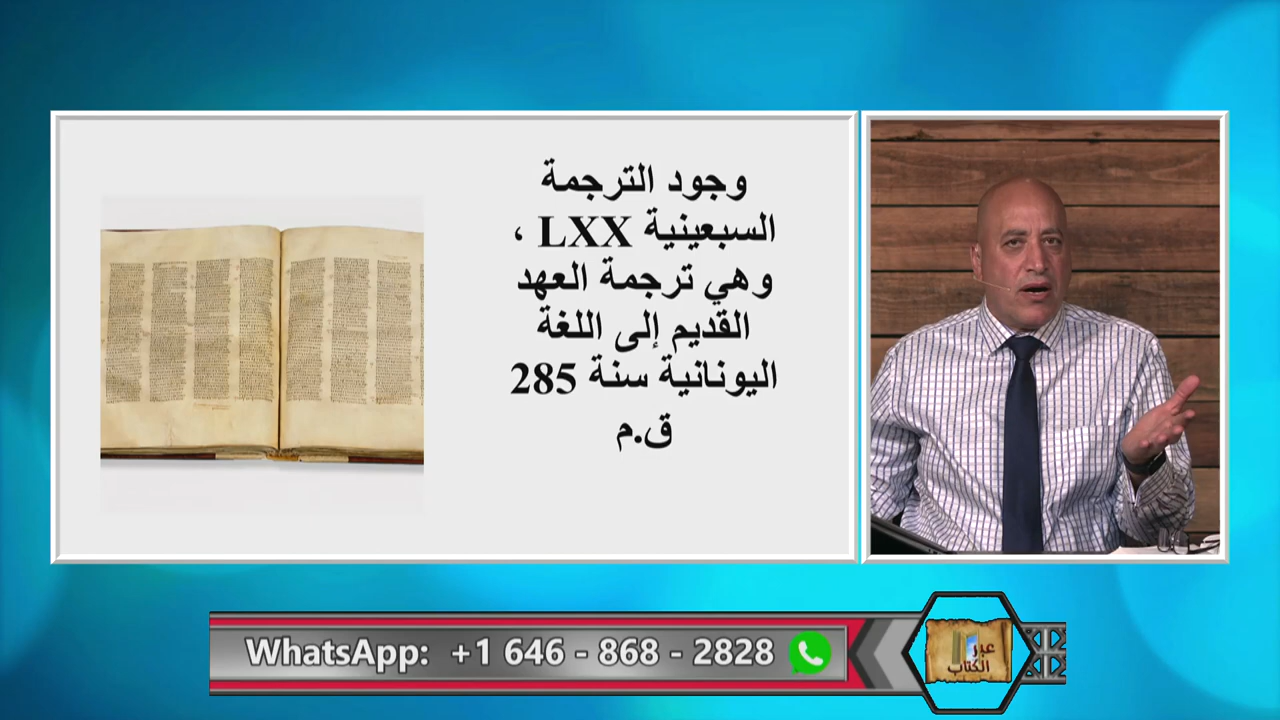 وجود الترجمة
السبعينية LXX ،
وهي ترجمة العهد
القديم إلى اللغة
اليونانية سنة 285
ق.م
WhatsApp: +1 646 - 868 - 2828
عبر
الكتاب